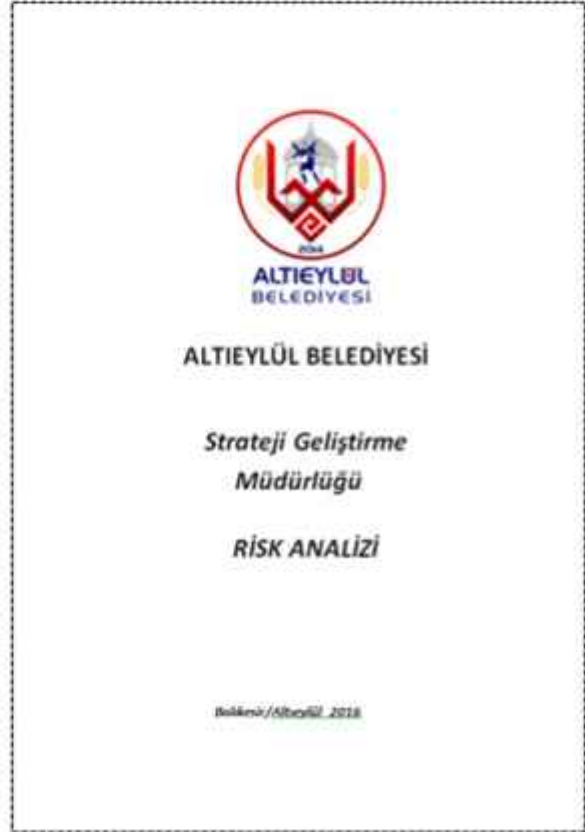 2014
ALTIEYLÜL
BELEDİYESİ
ALTIEYLÜL BELEDİYESİ
Strateji Geliştirme
Müdürlüğü
RİSK ANALİZİ
Balıkesir/Altıeylül 2016